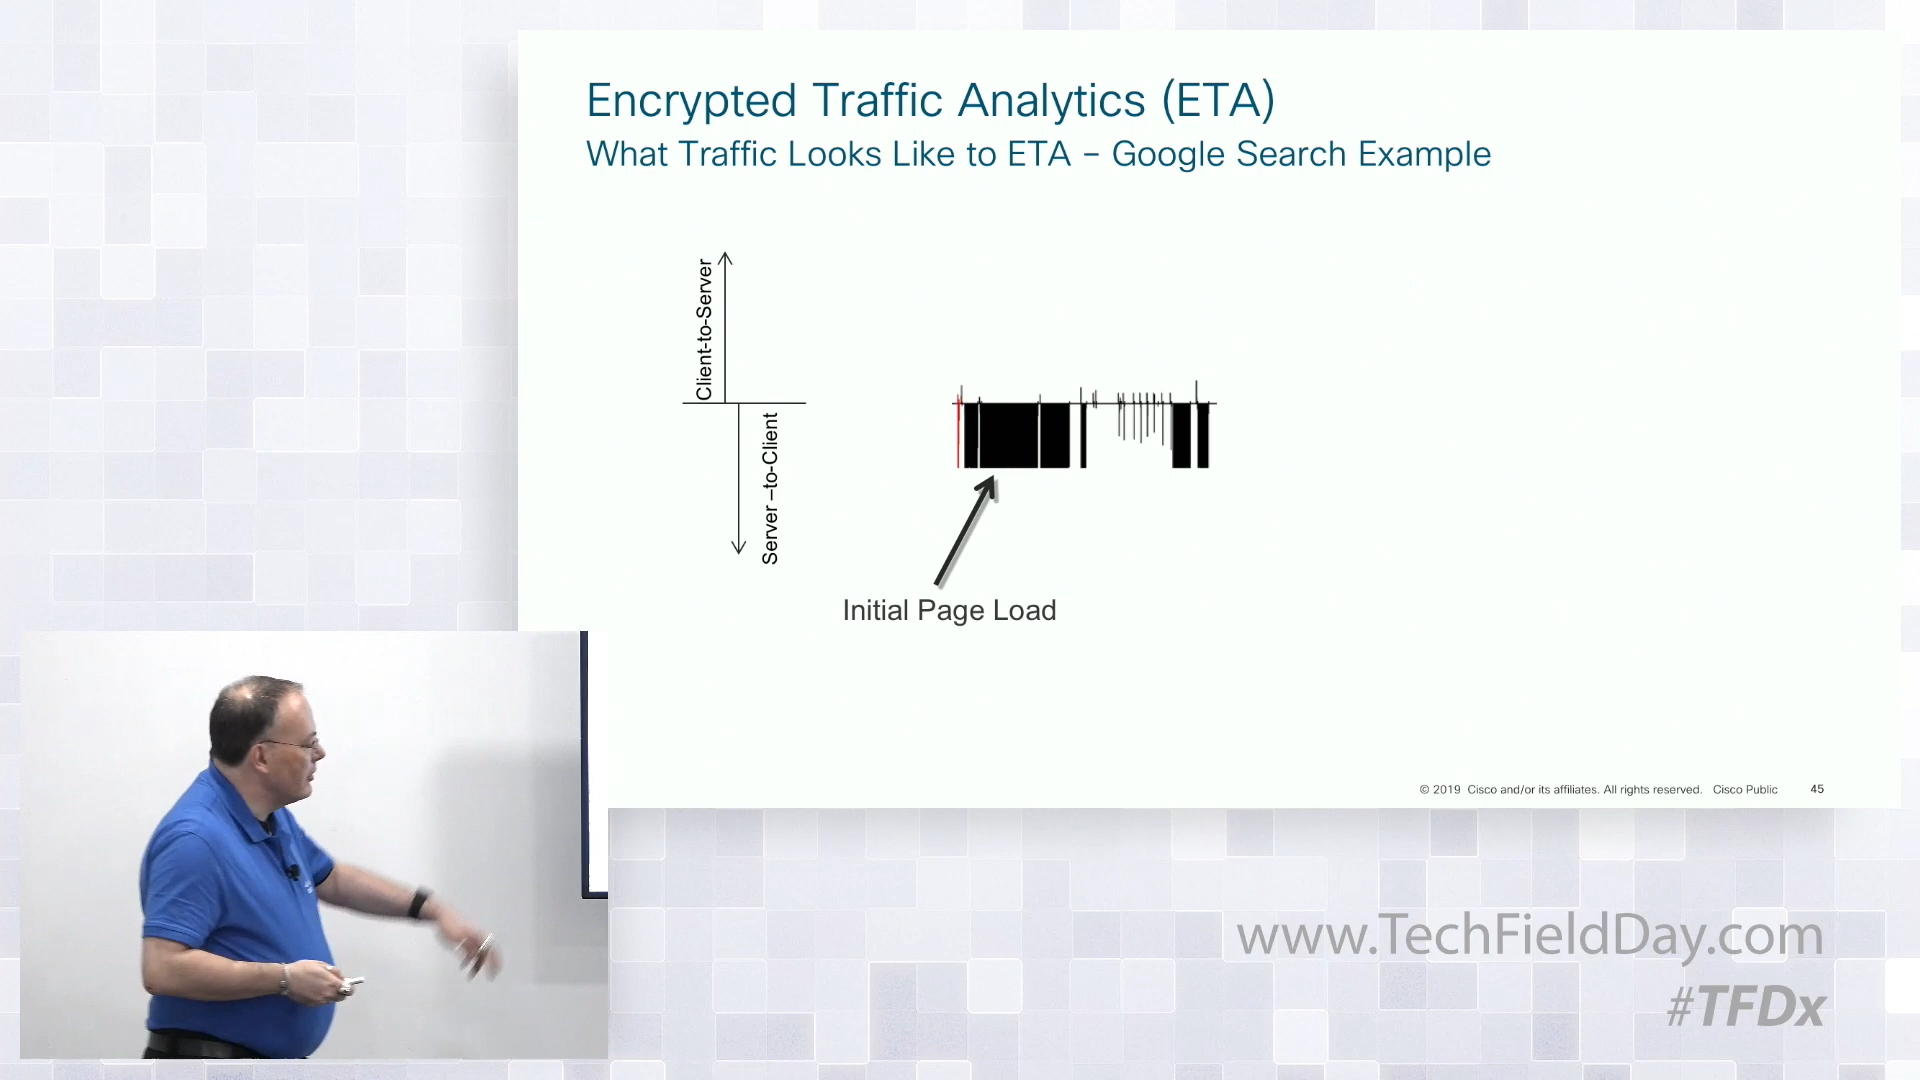 Encrypted Traffic Analytics (ETA)
What Traffic Looks Like to ETA – Google Search Example
Client-to-Server
Server –to-Client
Initial Page Load
© 2019 Cisco and/or its affiliates. All rights reserved. Cisco Public 45
www.TechFieldDay.com
#TFDx